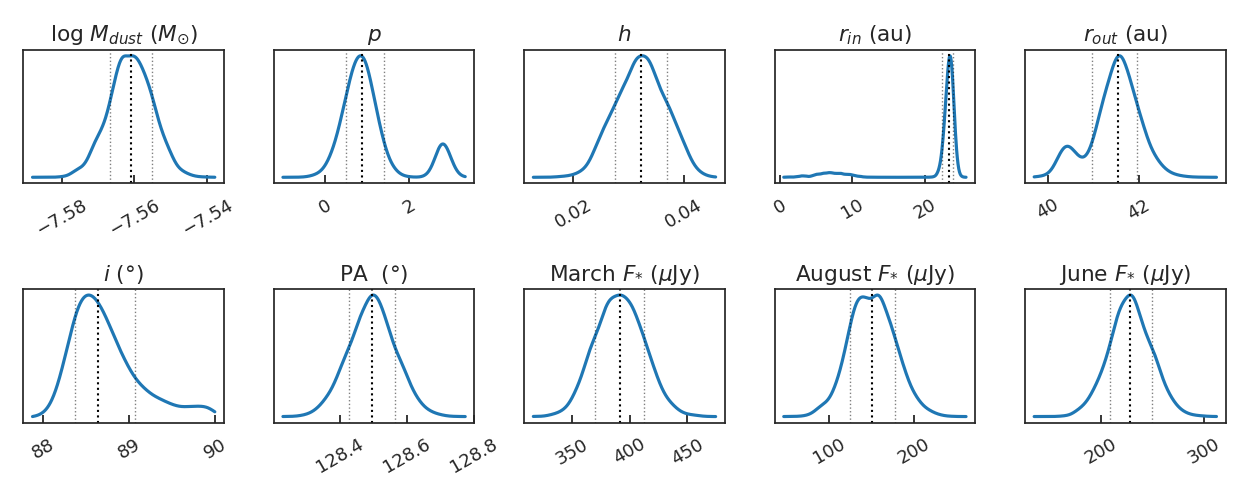 log M_dust (M_⊙) p h r_in (au) r_out (au)
−7.58 −7.56 −7.54 0 2 0.02 0.04 0 10 20 40 42
i (°) PA (°) March F_* (μJy) August F_* (μJy) June F_* (μJy)
88 89 90 128.4 128.6 128.8 350 400 450 100 200 200 300